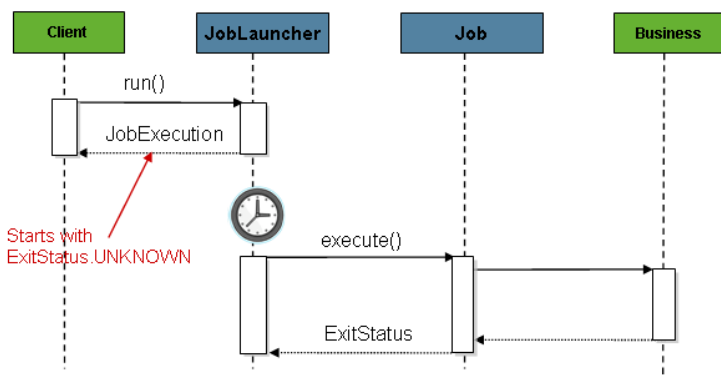 Client
JobLauncher
Job
Business
run()
JobExecution
Starts with
ExitStatus.UNKNOWN
execute()
ExitStatus